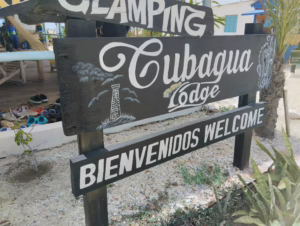 GLAMPING
Cubagua
Lodge
BIENVENIDOS WELCOME